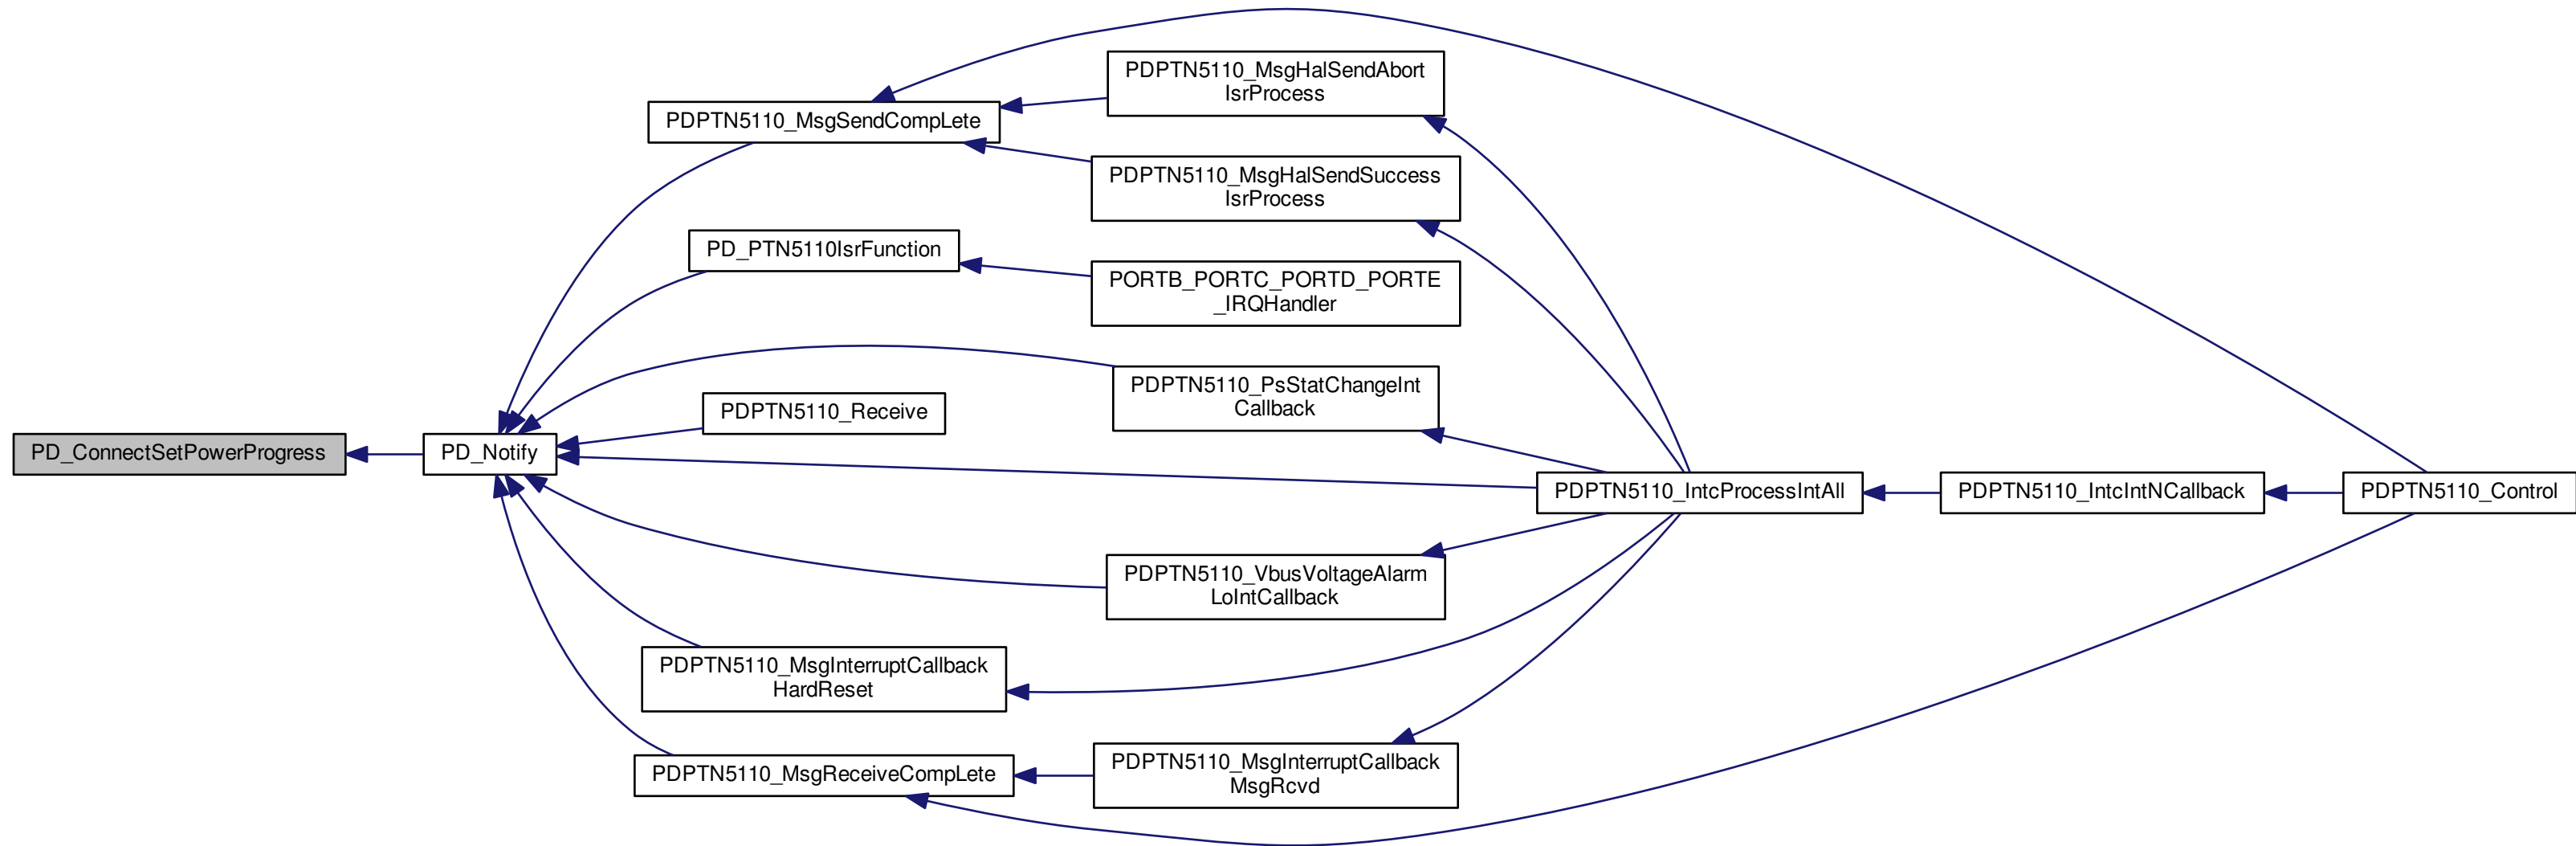 PDPTN5110_MsgHalSendAbort
IsrProcess
PDPTN5110_MsgSendCompLete
PDPTN5110_MsgHalSendSuccess
IsrProcess
PD_PTN5110IsrFunction
PORTB_PORTC_PORTD_PORTE
_IRQHandler
PDPTN5110_PsStatChangeInt
Callback
PDPTN5110_Receive
PD_ConnectSetPowerProgress
PD_Notify
PDPTN5110_IntcProcessIntAll
PDPTN5110_IntcIntNCallback
PDPTN5110_Control
PDPTN5110_VbusVoltageAlarm
LoIntCallback
PDPTN5110_MsgInterruptCallback
HardReset
PDPTN5110_MsgReceiveCompLete
PDPTN5110_MsgInterruptCallback
MsgRcvd